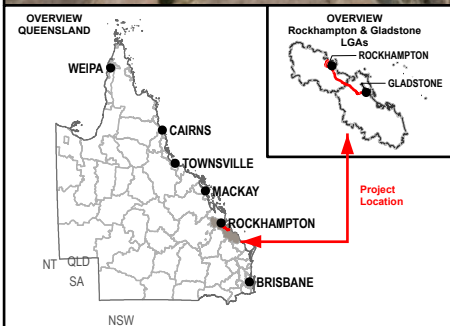 OVERVIEW
QUEENSLAND
WEIPA
CAIRNS
TOWNSVILLE
MACKAY
ROCKHAMPTON
BRISBANE
NT
QLD
SA
NSW
OVERVIEW
Rockhampton & Gladstone
LGAs
ROCKHAMPTON
GLADSTONE
Project
Location